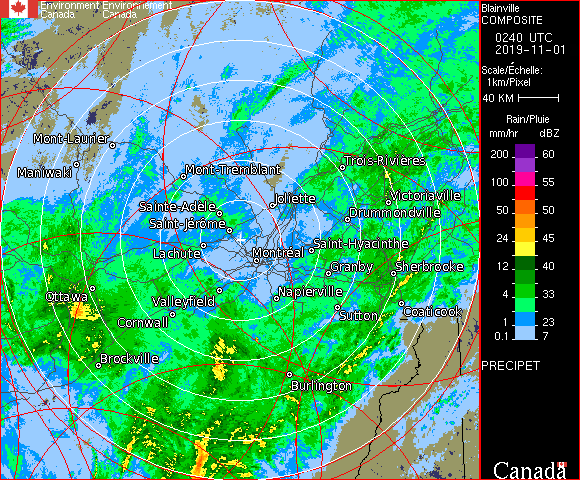 Environment Environnement
Canada Canada
Blainville
COMPOSITE
0240 UTC
2019-11-01
Scale/Échelle:
1km/Pixel
40 KM
Rain/Pluie
mm/hr dBZ
200 60
100 55
50 50
24 45
12 40
4 33
1 23
0.1 7
PRECIPET
Canada
Mont-Laurier
Maniwaki
Mont-Tremblant
Trois-Rivières
Sainte-Adele
Joliette
Victoriaville
Saint-Jérôme
Drummondville
Lachute
Montréal
Saint-Hyacinthe
Granby
Sherbrooke
Ottawa
Valleyfield
Napierville
Cornwall
Sutton
Coaticook
Brockville
Burlington